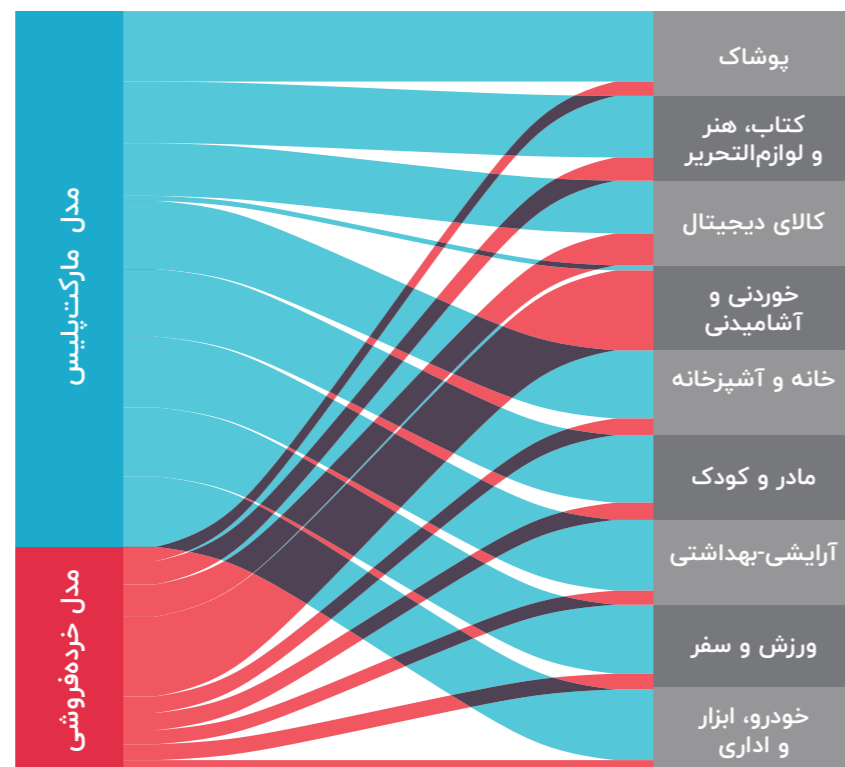 مدل مارکت‌پلیس
مدل خرده‌فروشی
پوشاک
کتاب، هنر
و لوازم‌التحریر
کالای دیجیتال
خوردنی و
آشامیدنی
خانه و آشپزخانه
مادر و کودک
آرایشی-بهداشتی
ورزش و سفر
خودرو، ابزار
و اداری